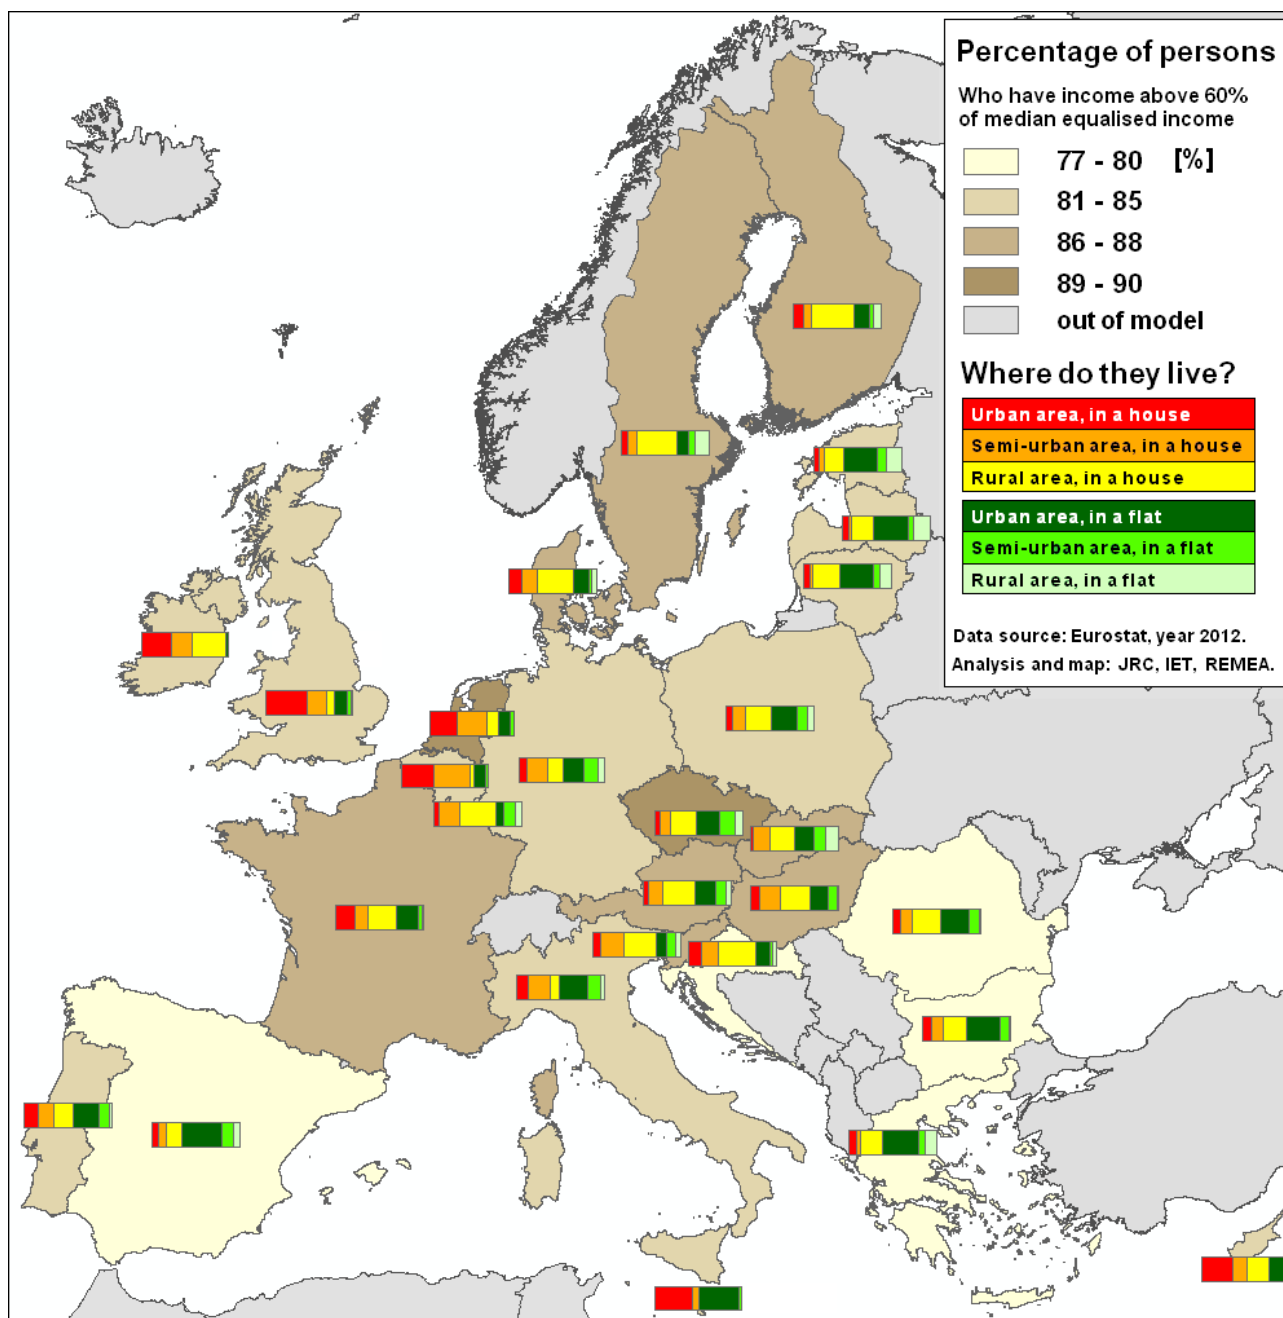 Percentage of persons
Who have income above 60%
of median equalised income
77 - 80 [%]
81 - 85
86 - 88
89 - 90
out of model
Where do they live?
Urban area, in a house
Semi-urban area, in a house
Rural area, in a house
Urban area, in a flat
Semi-urban area, in a flat
Rural area, in a flat
Data source: Eurostat, year 2012.
Analysis and map: JRC, IET, REMEA.